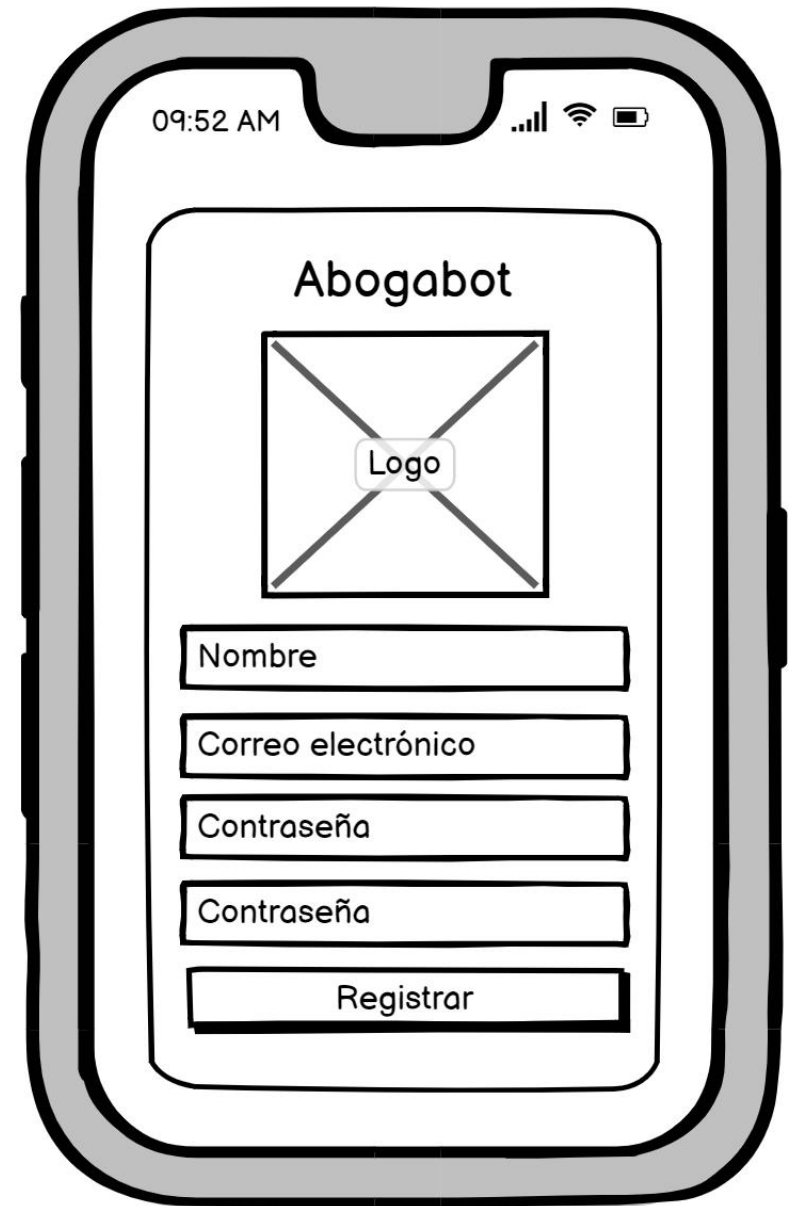 09:52 AM
Abogabot
Logo
Nombre
Correo electrónico
Contraseña
Contraseña
Registrar